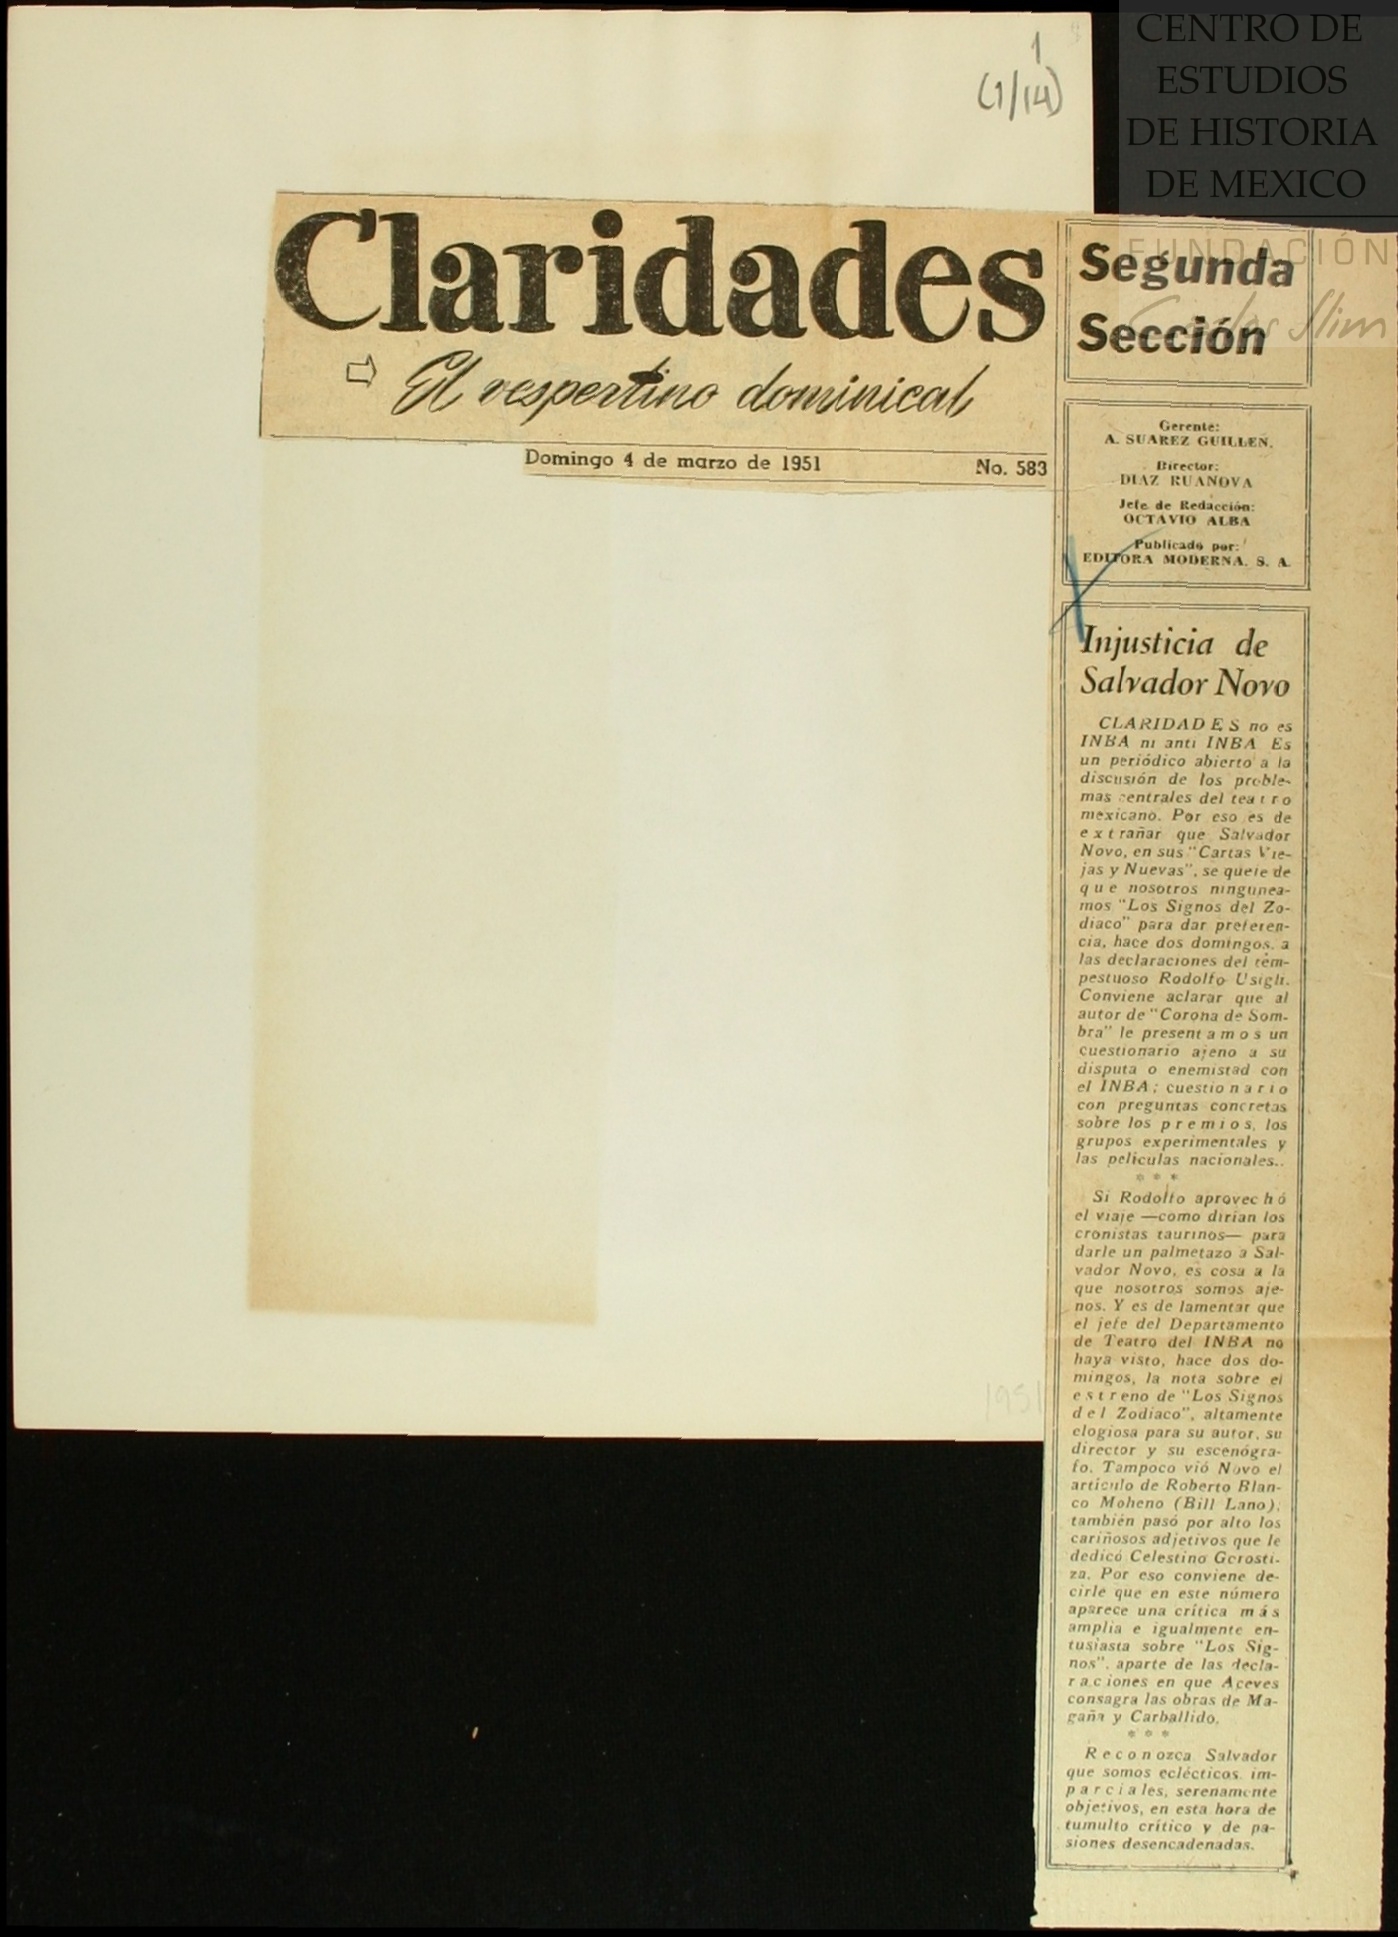 1
(1/14)
CENTRO DE
ESTUDIOS
DE HISTORIA
DE MEXICO
FUNDACIÓN
Carlos Slim
Claridades
El vespertino dominical
Domingo 4 de marzo de 1951 No. 583
Segunda
Sección
Gerente:
A. SUAREZ GUILLEN.
Director:
DIAZ RUANOVA
Jefe de Redacción:
OCTAVIO ALBA
Publicado por:
EDITORA MODERNA. S. A.
Injusticia de
Salvador Novo
CLARIDADES no es
INBA ni anti INBA Es
un periódico abierto a la
discusión de los proble-
mas centrales del teatro
mexicano. Por eso es de
extrañar que Salvador
Novo, en sus "Cartas Vie-
jas y Nuevas", se queje de
que nosotros ningunea-
mos "Los Signos del Zo-
diaco" para dar preferen-
cia, hace dos domingos, a
las declaraciones del tem-
pestuoso Rodolfo Usigli.
Conviene aclarar que al
autor de "Corona de Som-
bra" le presentamos un
cuestionario ajeno a su
disputa o enemistad con
el INBA; cuestionario
con preguntas concretas
sobre los premios, los
grupos experimentales y
las películas nacionales..
* * *
Si Rodolfo aprovechó
el viaje —como dirían los
cronistas taurinos— para
darle un palmetazo a Sal-
vador Novo, es cosa a la
que nosotros somos aje-
nos. Y es de lamentar que
el jefe del Departamento
de Teatro del INBA no
haya visto, hace dos do-
mingos, la nota sobre el
estreno de "Los Signos
del Zodiaco", altamente
elogiosa para su autor, su
director y su escenógra-
fo. Tampoco vió Novo el
artículo de Roberto Blan-
co Moheno (Bill Lano);
también pasó por alto los
cariñosos adjetivos que le
dedicó Celestino Gorosti-
za. Por eso conviene de-
cirle que en este número
aparece una crítica más
amplia e igualmente en-
tusiasta sobre "Los Sig-
nos", aparte de las decla-
raciones en que Aceves
consagra las obras de Ma-
gaña y Carballido.
* * *
Reconozca Salvador
que somos eclécticos, im-
parciales, serenamente
objetivos, en esta hora de
tumulto crítico y de pa-
siones desencadenadas.
1951